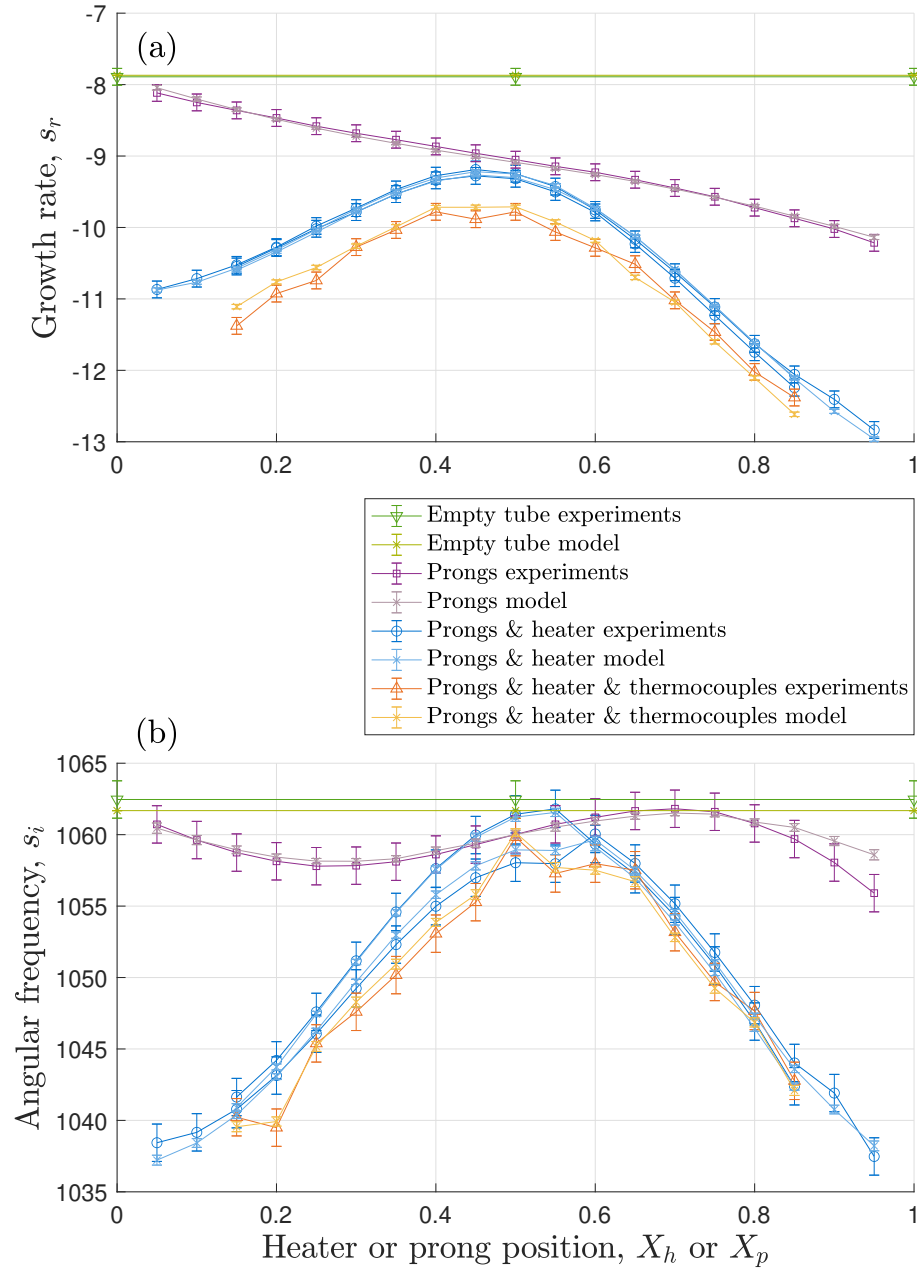 (a)
Growth rate, s_r
-7
-8
-9
-10
-11
-12
-13
0
0.2
0.4
0.6
0.8
1
Empty tube experiments
Empty tube model
Prongs experiments
Prongs model
Prongs & heater experiments
Prongs & heater model
Prongs & heater & thermocouples experiments
Prongs & heater & thermocouples model
(b)
Angular frequency, s_i
1065
1060
1055
1050
1045
1040
1035
0
0.2
0.4
0.6
0.8
1
Heater or prong position, X_h or X_p